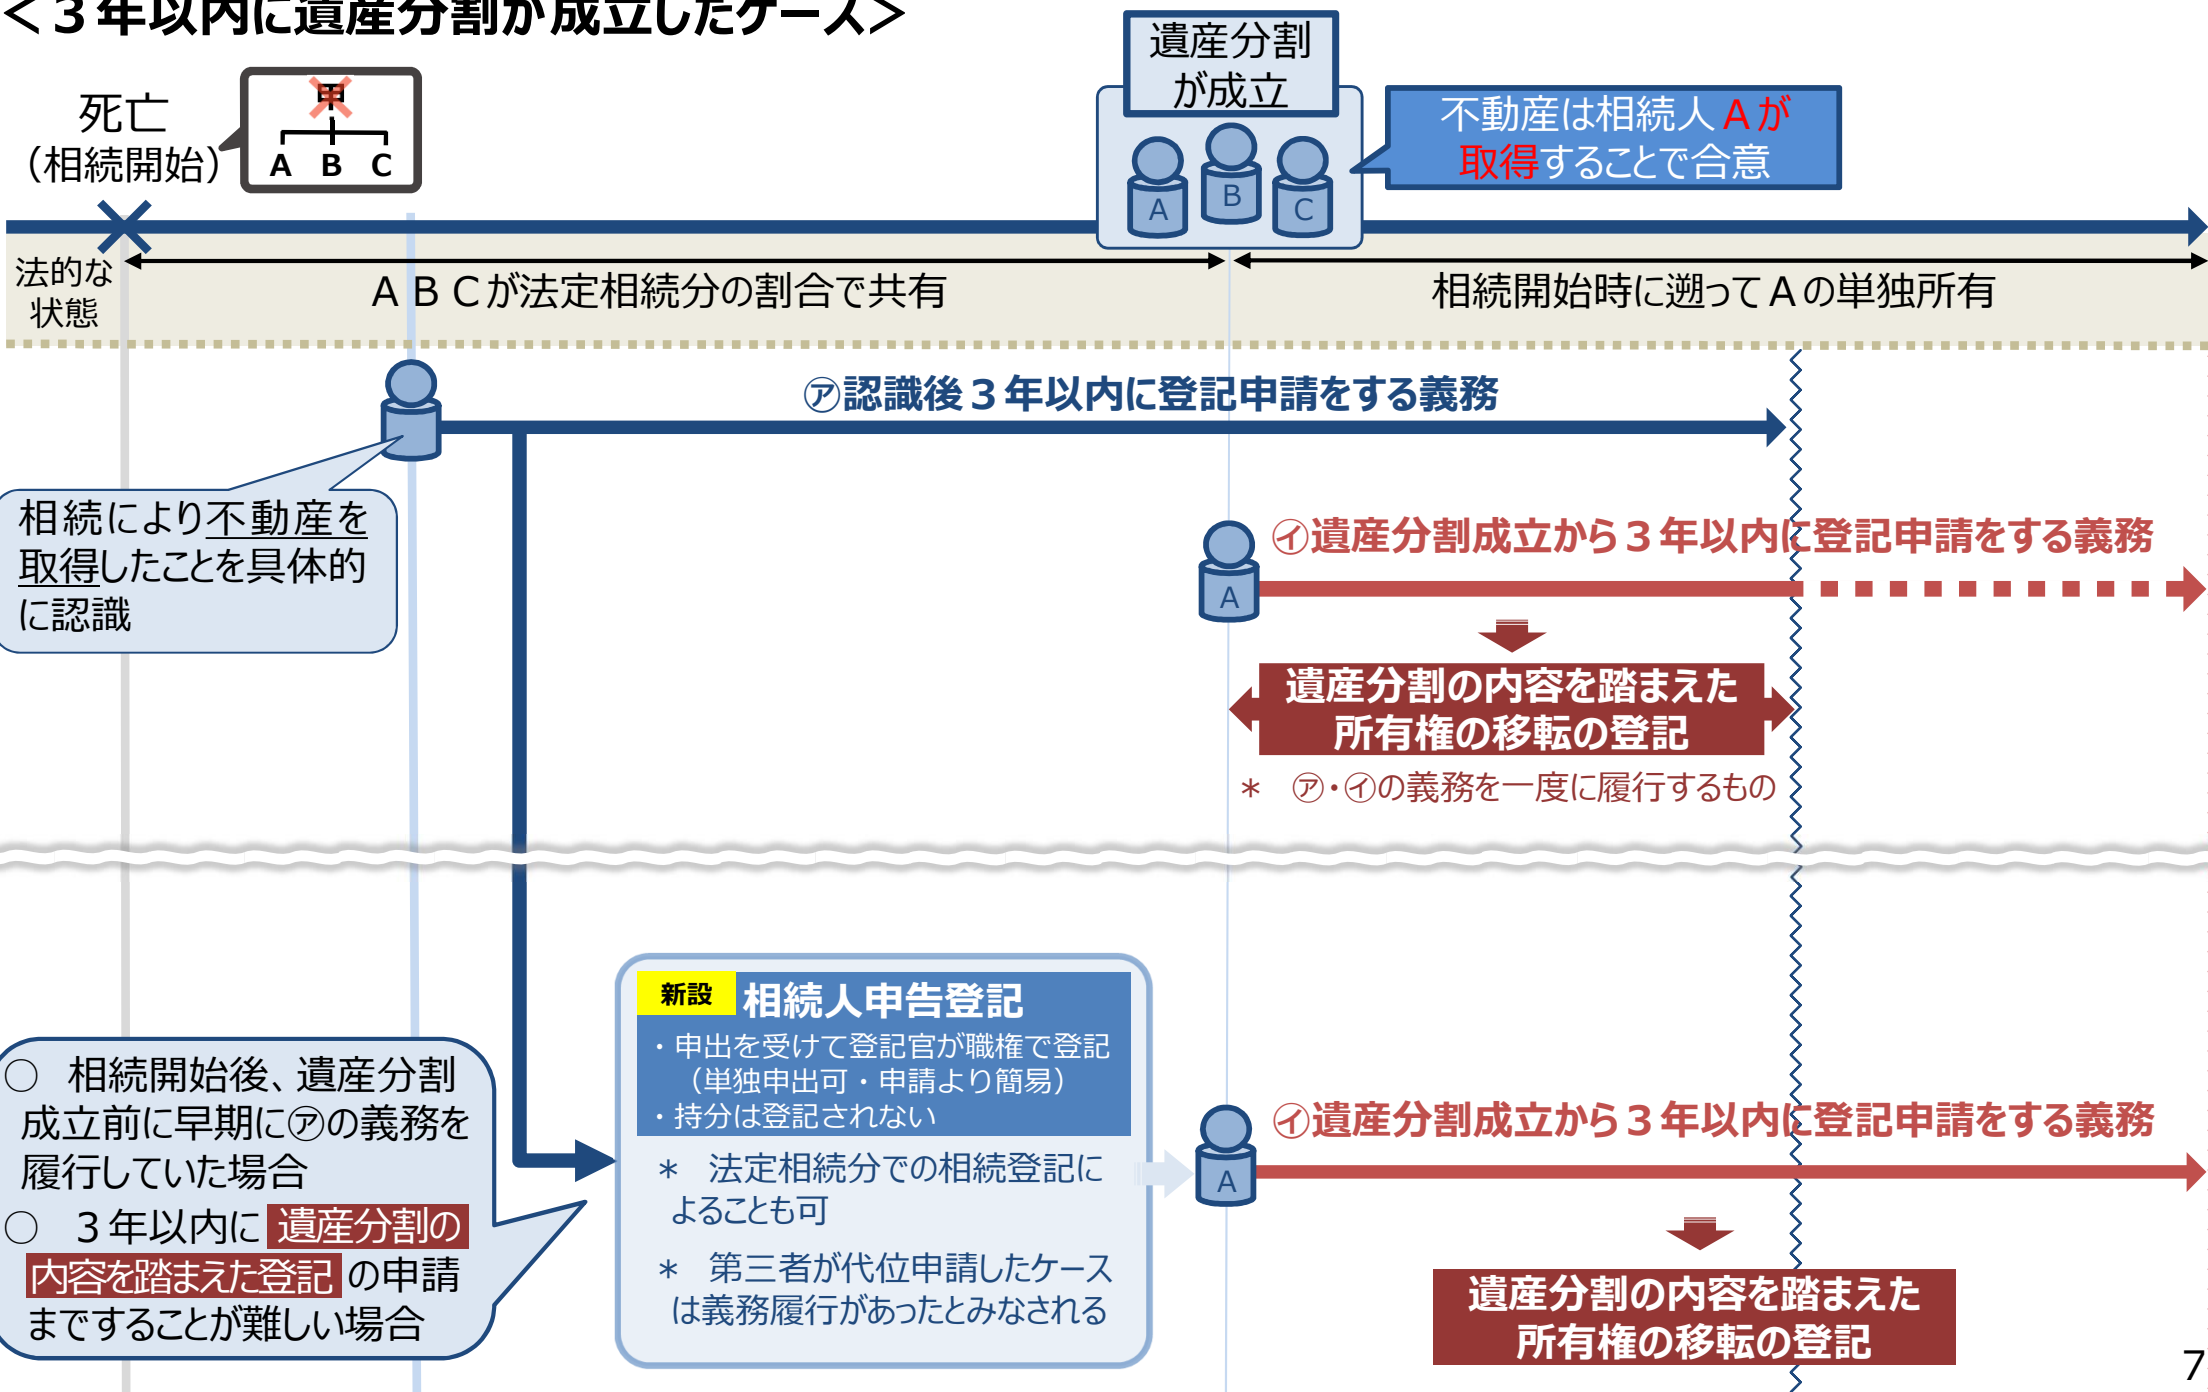 ＜３年以内に遺産分割が成立したケース＞
遺産分割
が成立
死亡
（相続開始）
甲
A B C
不動産は相続人Ａが
取得することで合意
A
B
C
法的な
状態
ＡＢＣが法定相続分の割合で共有
相続開始時に遡ってＡの単独所有
㋐認識後３年以内に登記申請をする義務
相続により不動産を
取得したことを具体的
に認識
㋑遺産分割成立から３年以内に登記申請をする義務
A
遺産分割の内容を踏まえた
所有権の移転の登記
＊　㋐・㋑の義務を一度に履行するもの
新設 相続人申告登記
・申出を受けて登記官が職権で登記
（単独申出可・申請より簡易）
・持分は登記されない
＊　法定相続分での相続登記に
よることも可
＊　第三者が代位申請したケース
は義務履行があったとみなされる
○　相続開始後、遺産分割
成立前に早期に㋐の義務を
履行していた場合
○　３年以内に遺産分割の
内容を踏まえた登記の申請
まですることが難しい場合
㋑遺産分割成立から３年以内に登記申請をする義務
A
遺産分割の内容を踏まえた
所有権の移転の登記
7